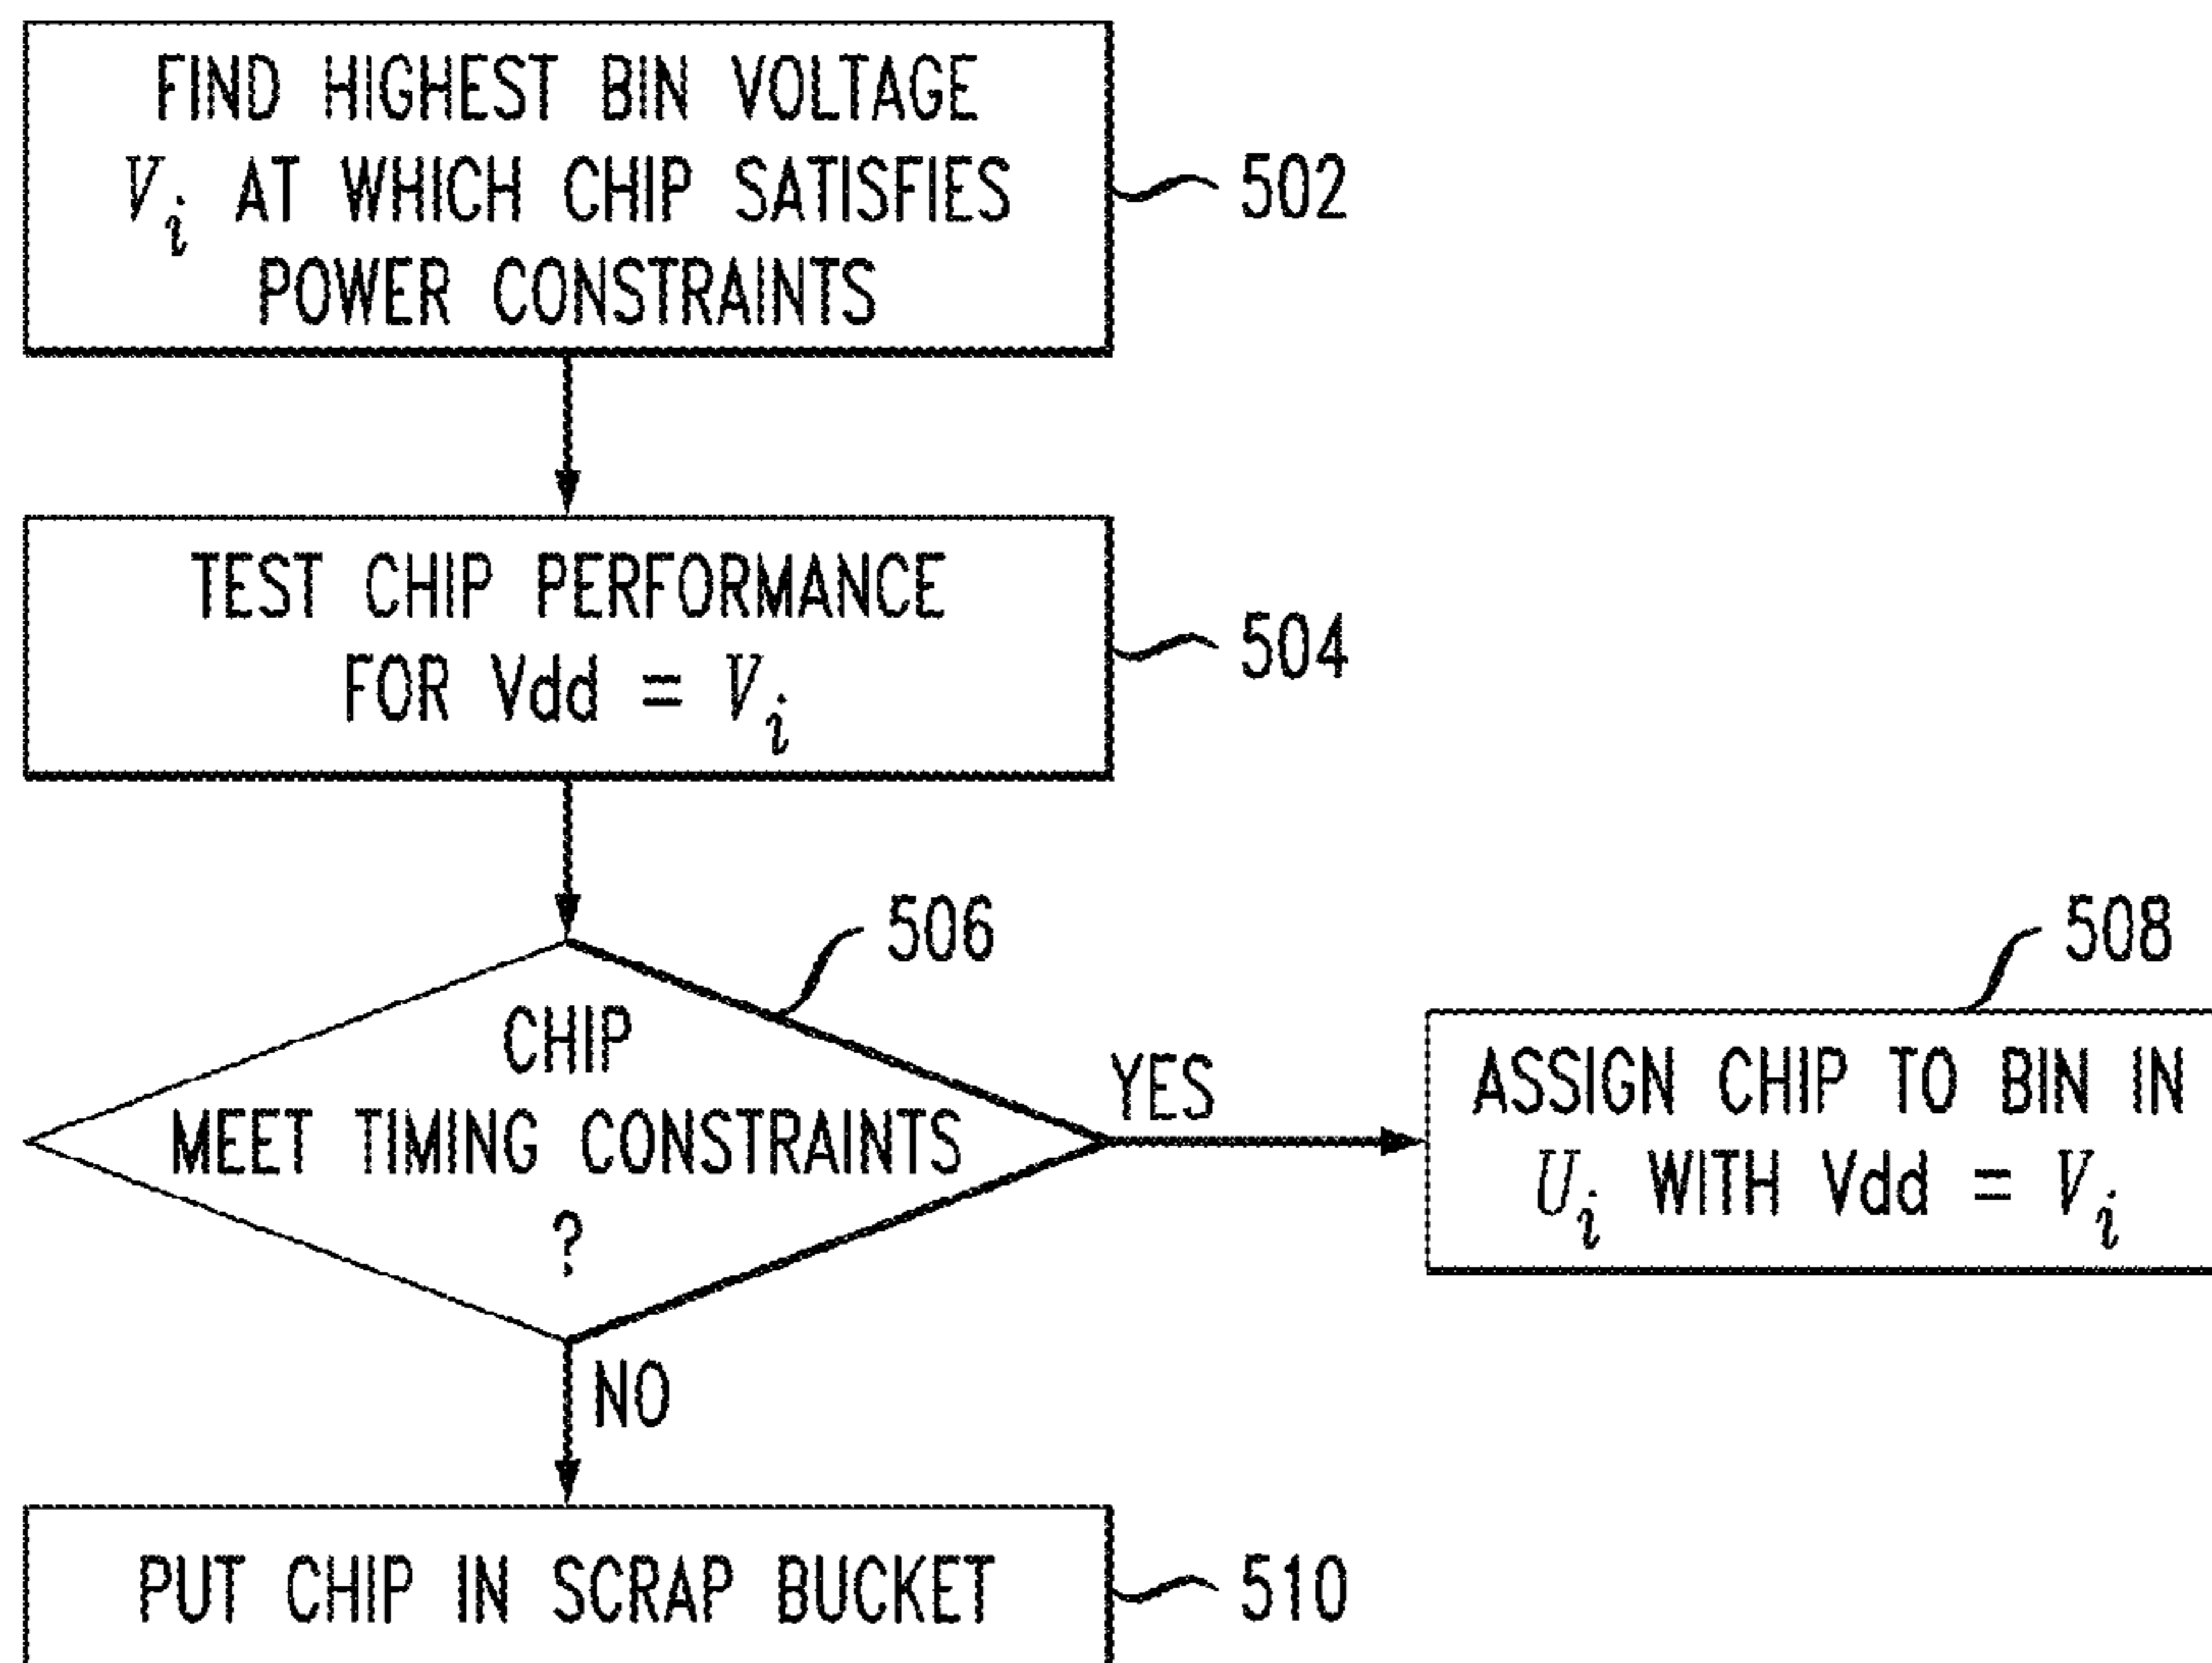 FIND HIGHEST BIN VOLTAGE
Vi AT WHICH CHIP SATISFIES
POWER CONSTRAINTS
502
TEST CHIP PERFORMANCE
FOR Vdd = Vi
504
506
CHIP
MEET TIMING CONSTRAINTS
?
YES
508
ASSIGN CHIP TO BIN IN
Ui WITH Vdd = Vi
NO
PUT CHIP IN SCRAP BUCKET
510